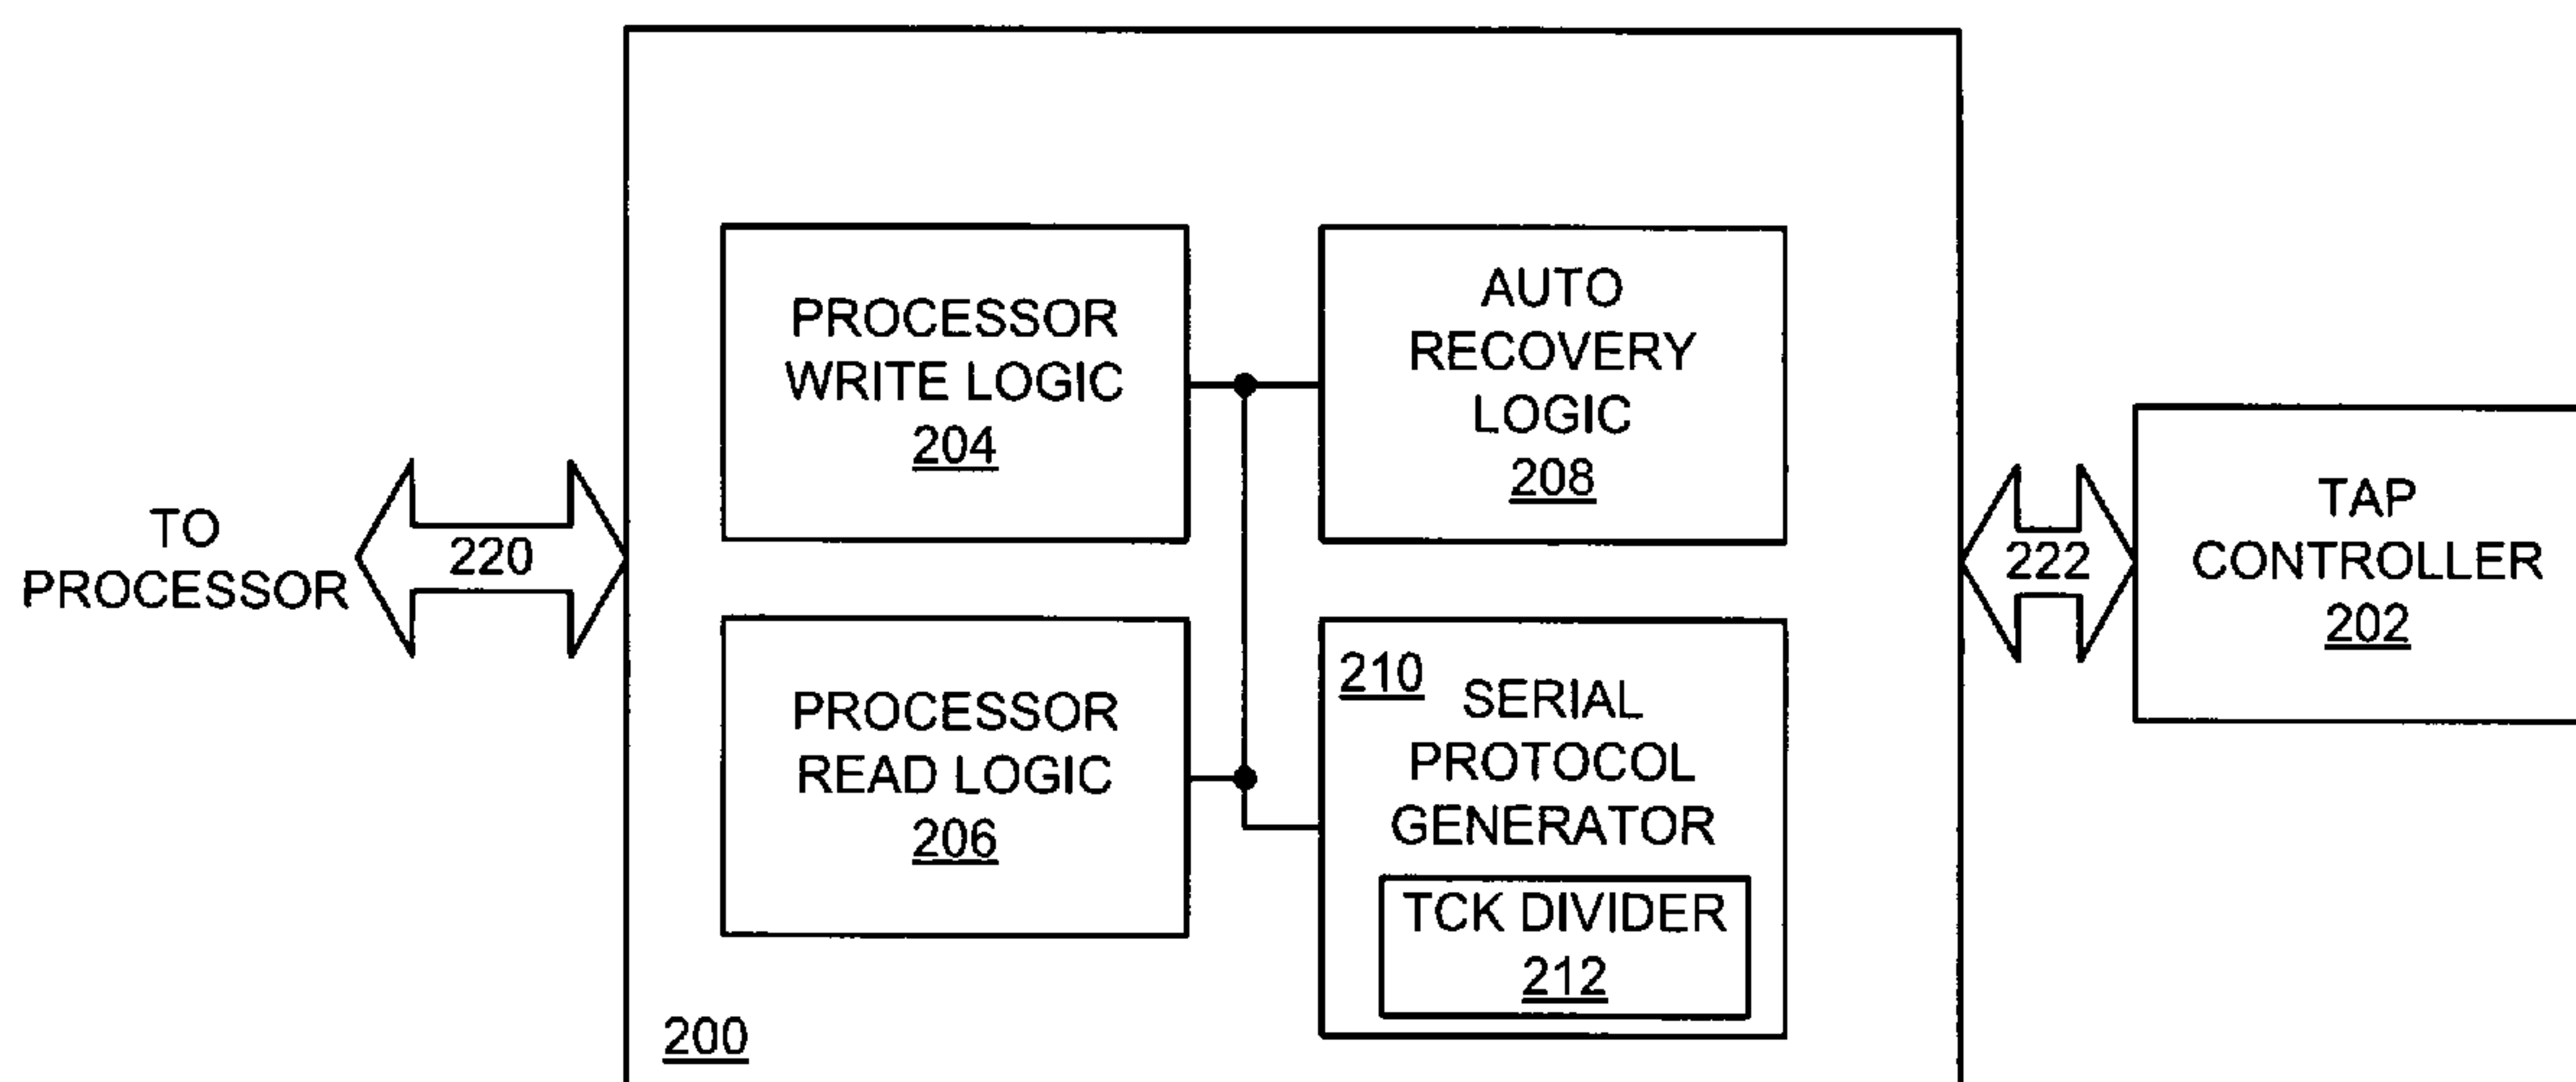 TO
PROCESSOR
220
PROCESSOR
WRITE LOGIC
204
AUTO
RECOVERY
LOGIC
208
PROCESSOR
READ LOGIC
206
210
SERIAL
PROTOCOL
GENERATOR
TCK DIVIDER
212
200
222
TAP
CONTROLLER
202